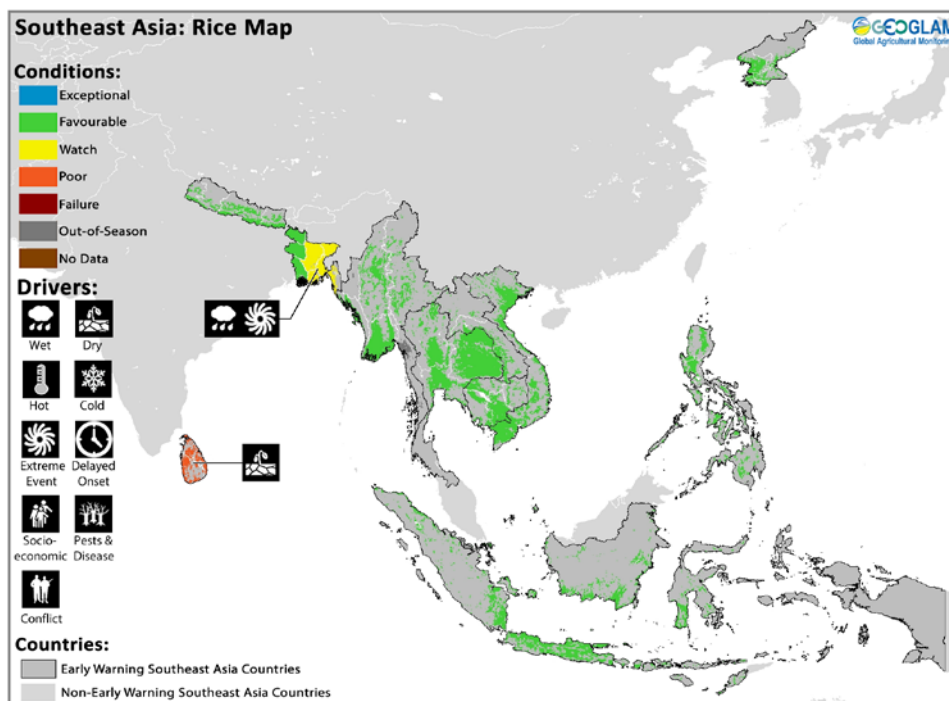 Southeast Asia: Rice Map
GEOGLAM
Global Agricultural Monitoring
Conditions:
Exceptional
Favourable
Watch
Poor
Failure
Out-of-Season
No Data
Drivers:
Wet
Dry
Hot
Cold
Extreme Event
Delayed Onset
Socio-economic
Pests & Disease
Conflict
Countries:
Early Warning Southeast Asia Countries
Non-Early Warning Southeast Asia Countries